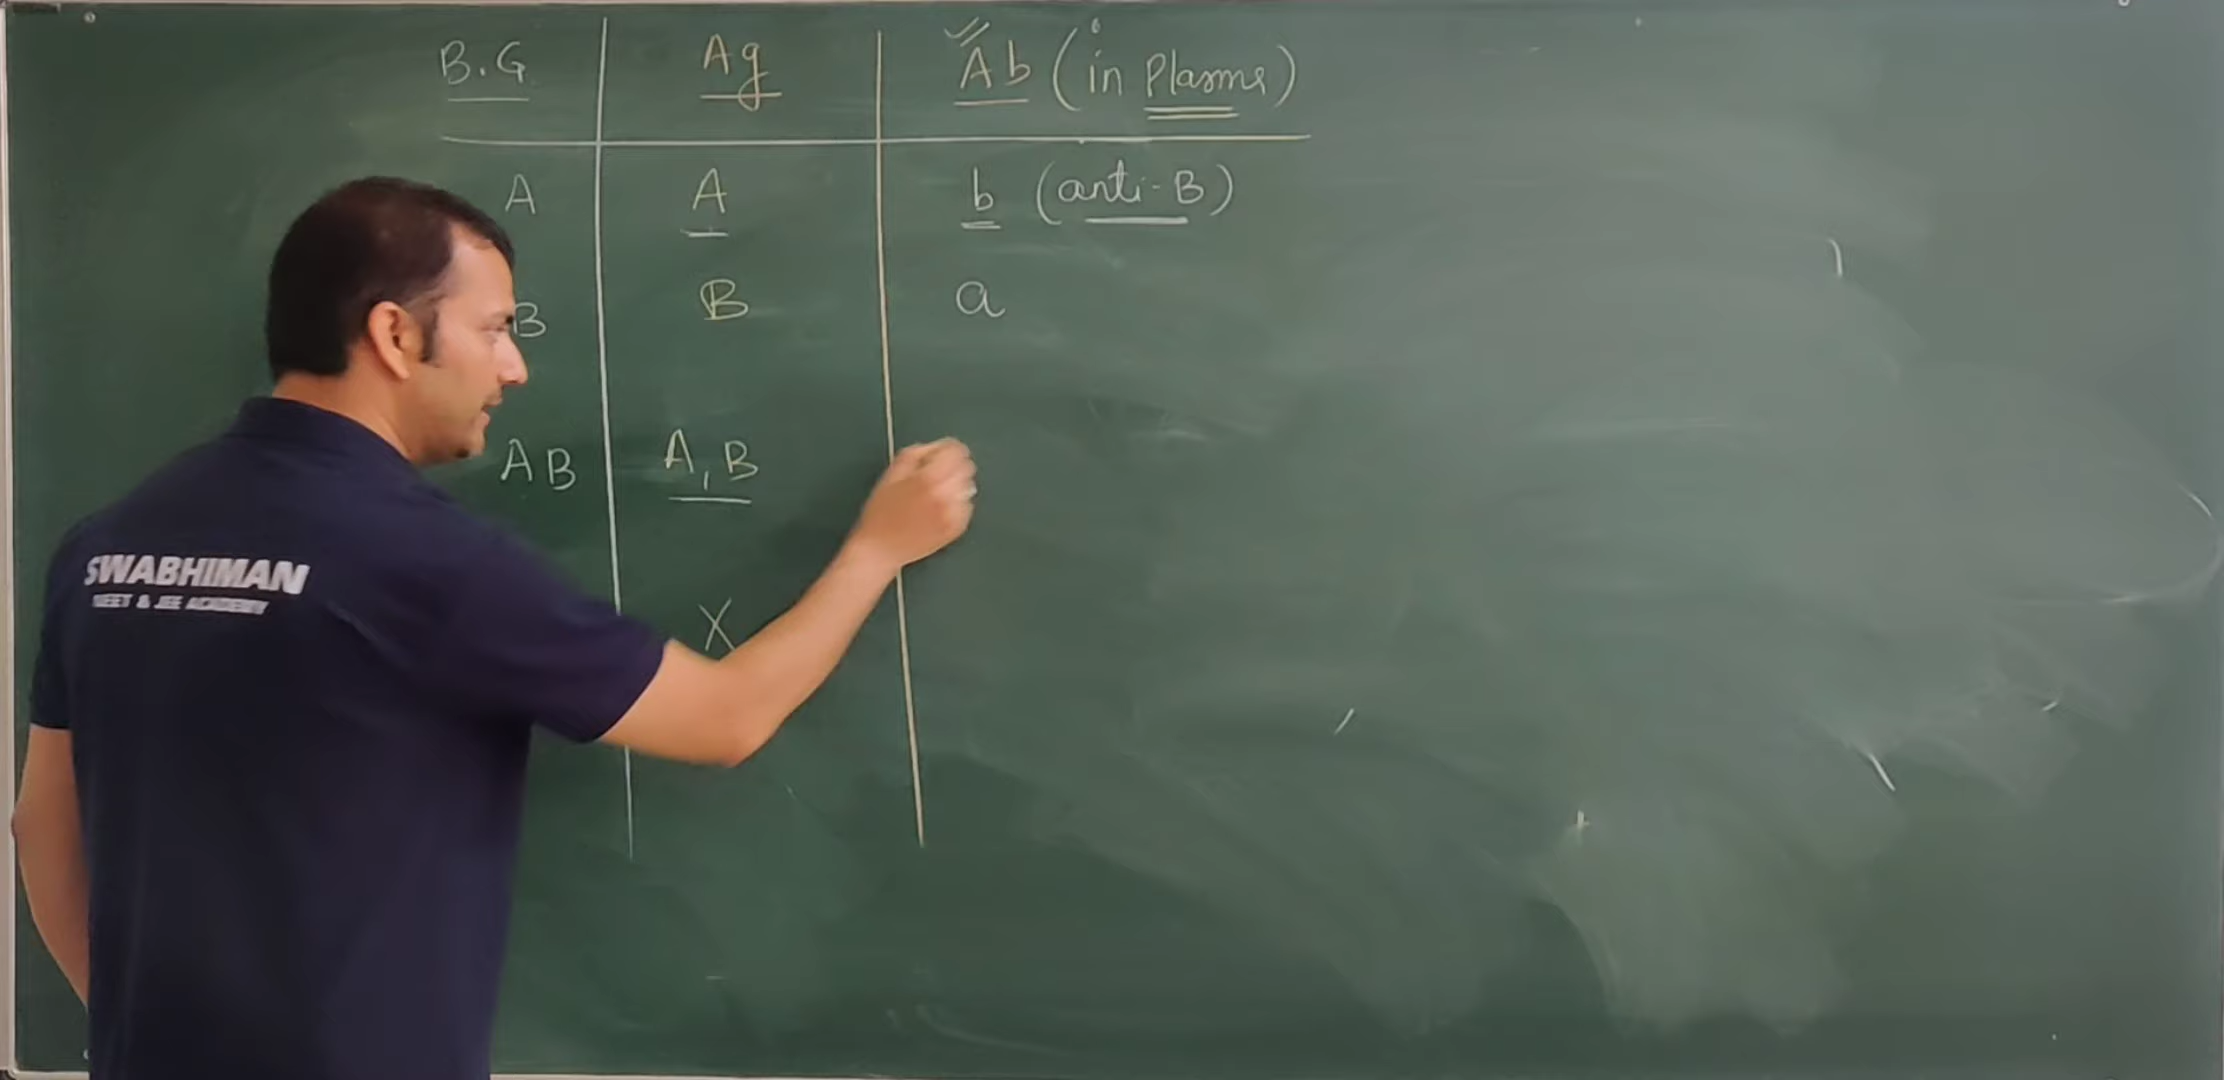 B.G Ag Ab (in Plasma)
A A b (anti-B)
B B a
AB A,B
X
SWABHIMAN
NEET & JEE ACADEMY